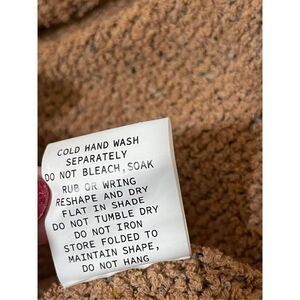 COLD HAND WASH
SEPARATELY
DO NOT BLEACH, SOAK
RUB OR WRING
RESHAPE AND DRY
FLAT IN SHADE
DO NOT TUMBLE DRY
DO NOT IRON
STORE FOLDED TO
MAINTAIN SHAPE,
DO NOT HANG